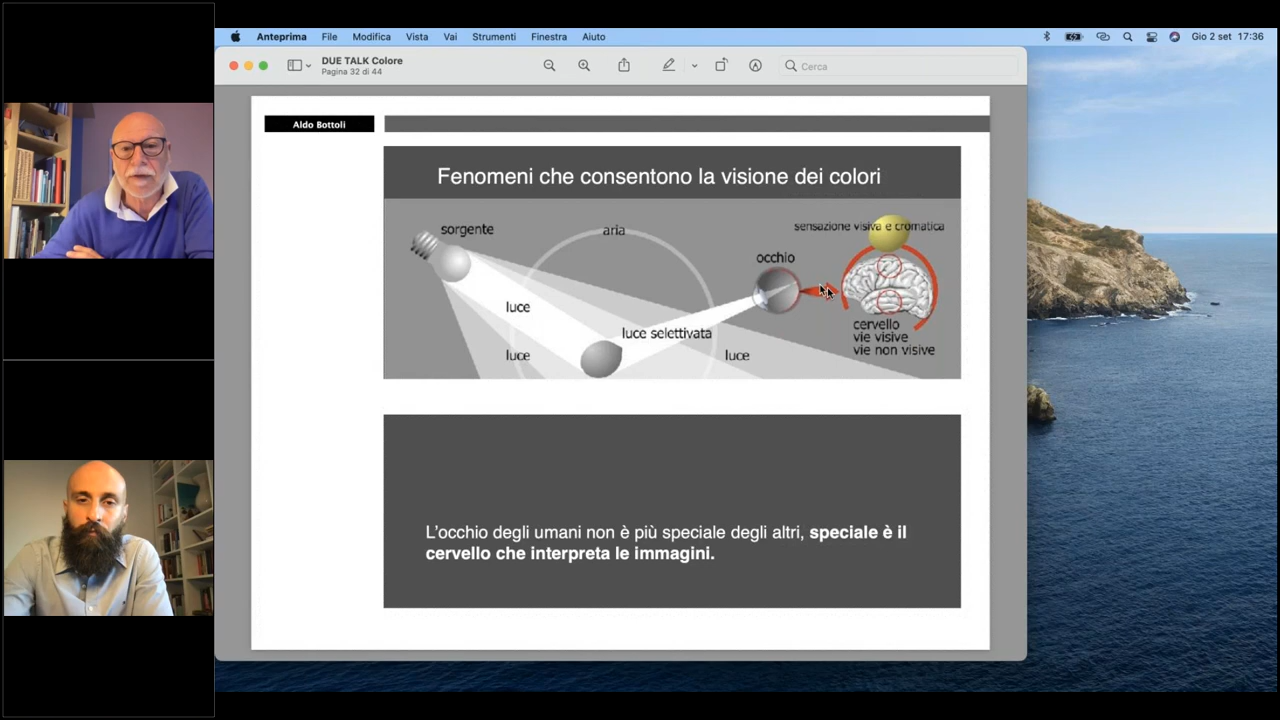 Anteprima File Modifica Vista Vai Strumenti Finestra Aiuto Gio 2 set 17:36
DUE TALK Colore
Pagina 32 di 44
Cerca
Aldo Bottoli
Fenomeni che consentono la visione dei colori
sorgente
aria
sensazione visiva e cromatica
occhio
luce
luce selettivata
luce
luce
cervello
vie visive
vie non visive
L'occhio degli umani non è più speciale degli altri, speciale è il
cervello che interpreta le immagini.